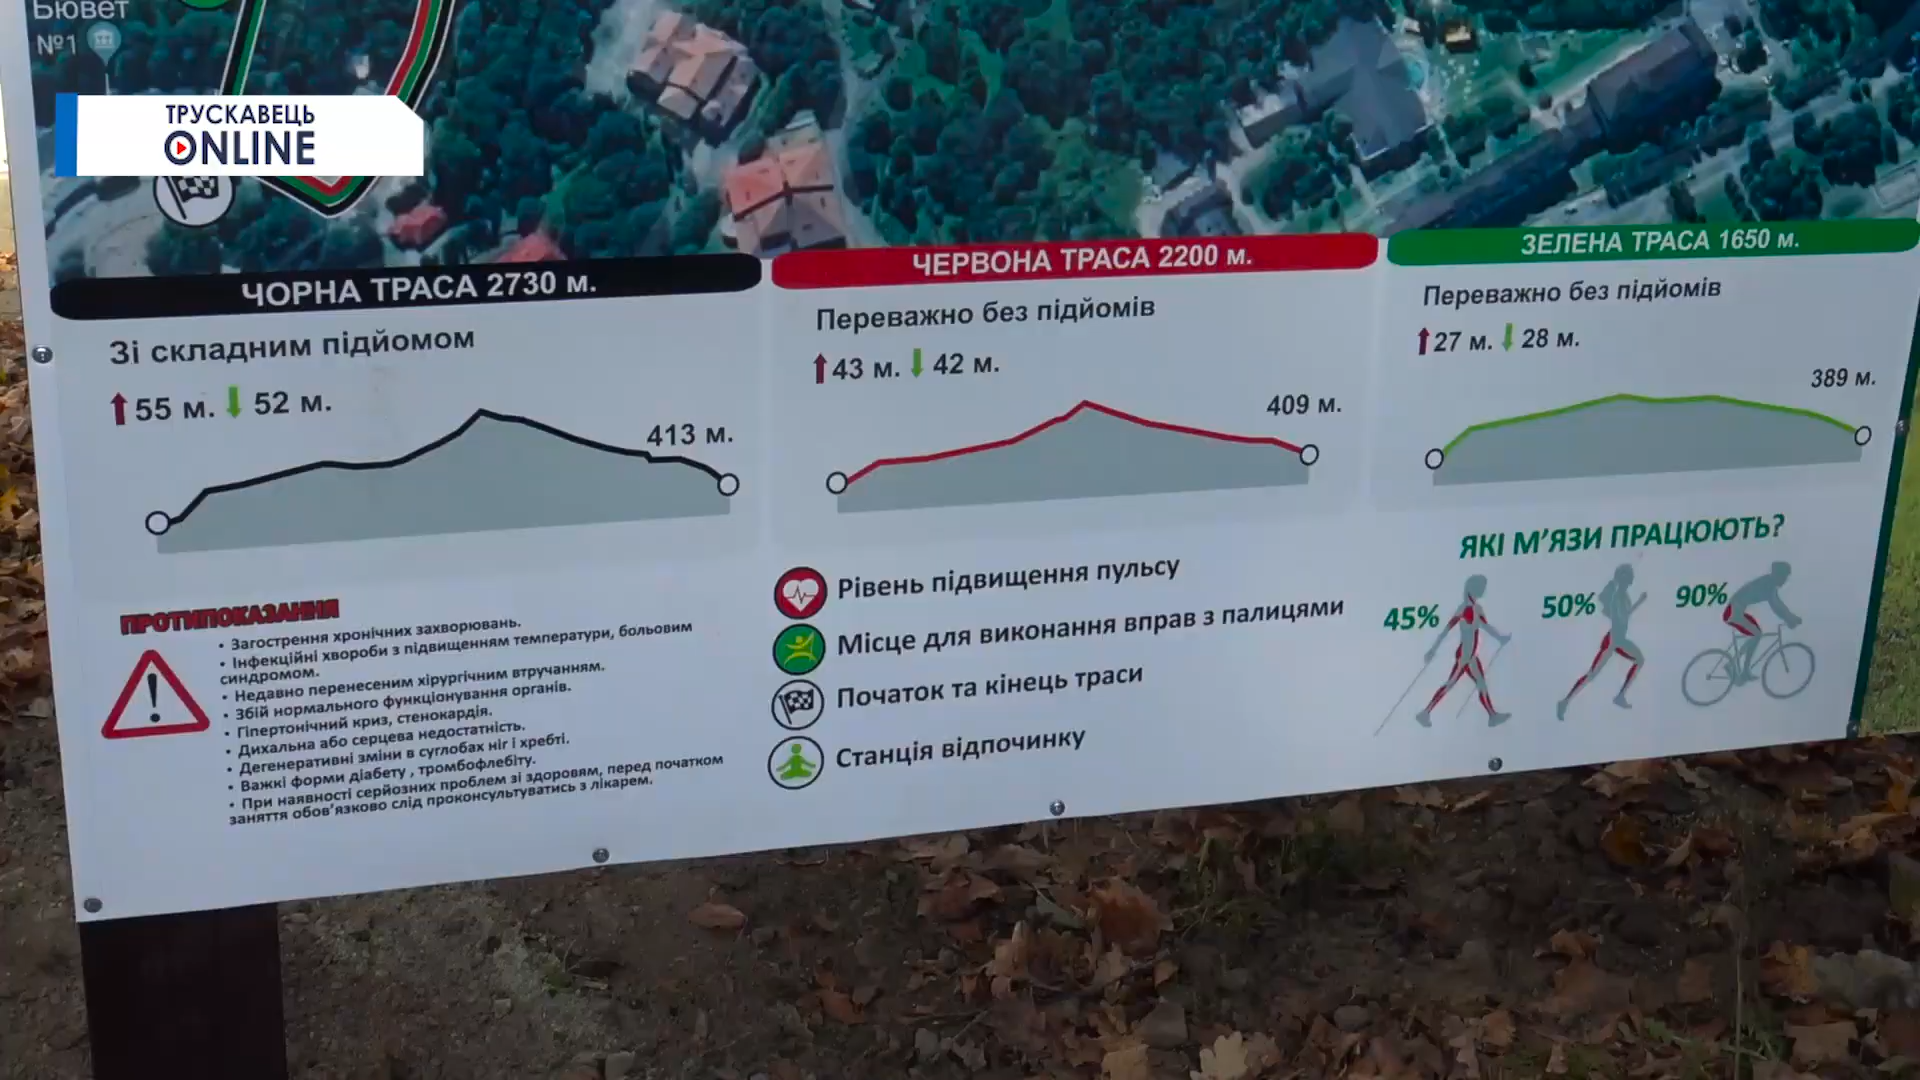 Бювет
№1
ТРУСКАВЕЦЬ
ONLINE
ЧОРНА ТРАСА 2730 м.
Зі складним підйомом
55 м. 52 м.
413 м.
ЧЕРВОНА ТРАСА 2200 м.
Переважно без підйомів
43 м. 42 м.
409 м.
ЗЕЛЕНА ТРАСА 1650 м.
Переважно без підйомів
27 м. 28 м.
389 м.
ПРОТИПОКАЗАННЯ
• Загострення хронічних захворювань.
• Інфекційні хвороби з підвищенням температури, больовим
синдромом.
• Недавно перенесеним хірургічним втручанням.
• Збій нормального функціонування органів.
• Гіпертонічний криз, стенокардія.
• Дихальна або серцева недостатність.
• Дегенеративні зміни в суглобах ніг і хребті.
• Важкі форми діабету , тромбофлебіту.
• При наявності серйозних проблем зі здоровям, перед початком
заняття обов'язково слід проконсультуватись з лікарем.
Рівень підвищення пульсу
Місце для виконання вправ з палицями
Початок та кінець траси
Станція відпочинку
ЯКІ М'ЯЗИ ПРАЦЮЮТЬ?
45% 50% 90%